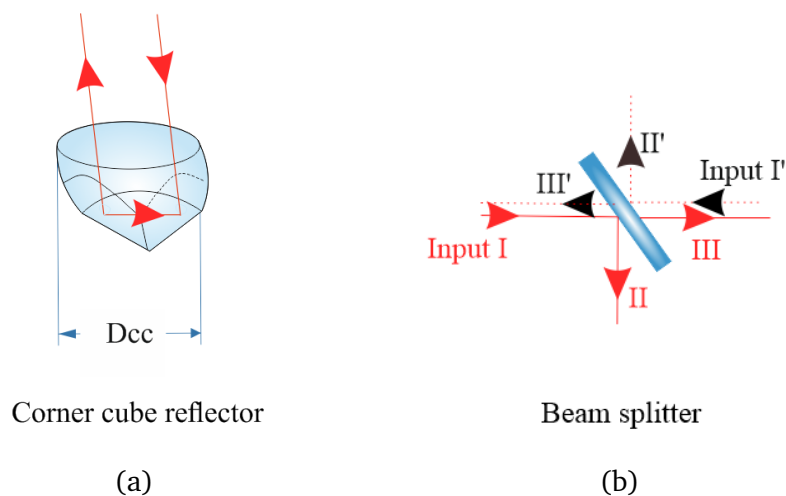 Dcc
Corner cube reflector
(a)
II'
III'
Input I'
Input I
III
II
Beam splitter
(b)